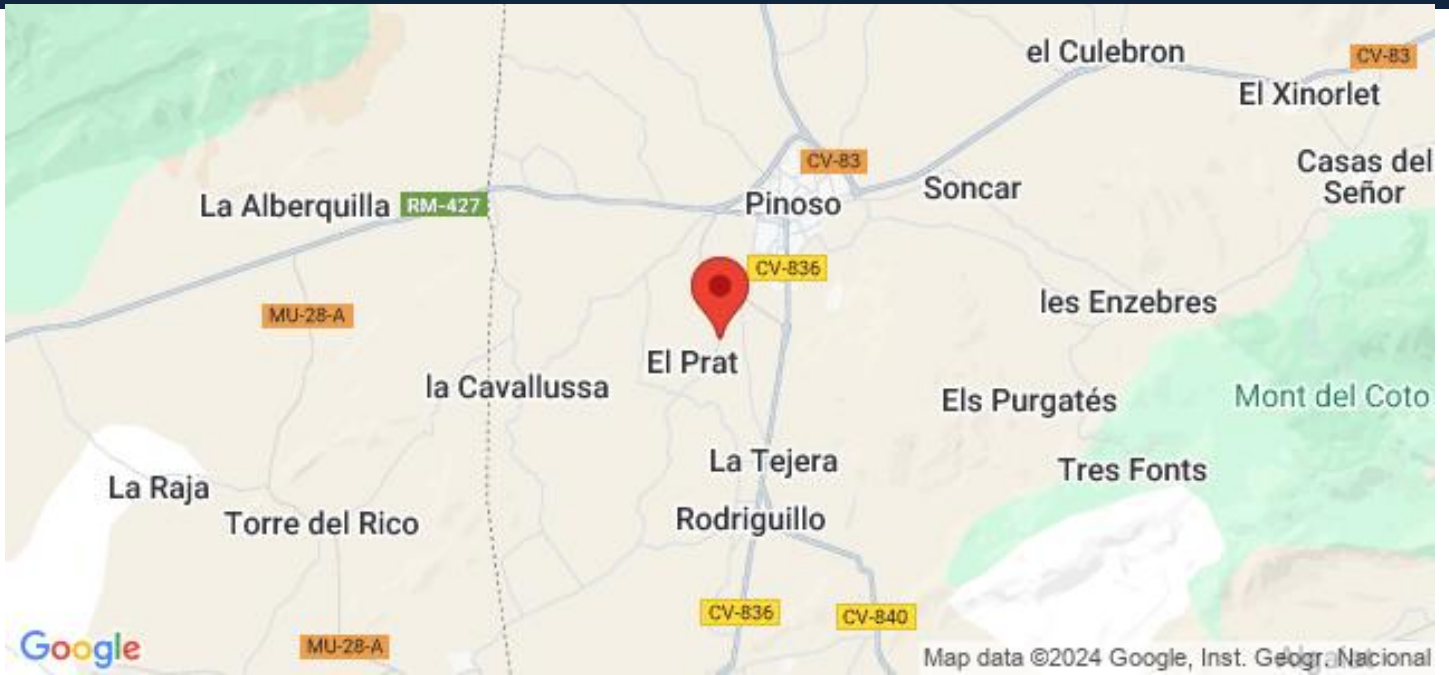 el Culebron
CV-83
El Xinorlet
CV-83
Casas del
Señor
Soncar
La Alberquilla
RM-427
Pinoso
CV-836
les Enzebres
MU-28-A
El Prat
la Cavallussa
Els Purgatés
Mont del Coto
La Tejera
Tres Fonts
La Raja
Torre del Rico
Rodriguillo
CV-836
CV-840
Google
MU-28-A
Map data ©2024 Google, Inst. Geogr. Nacional